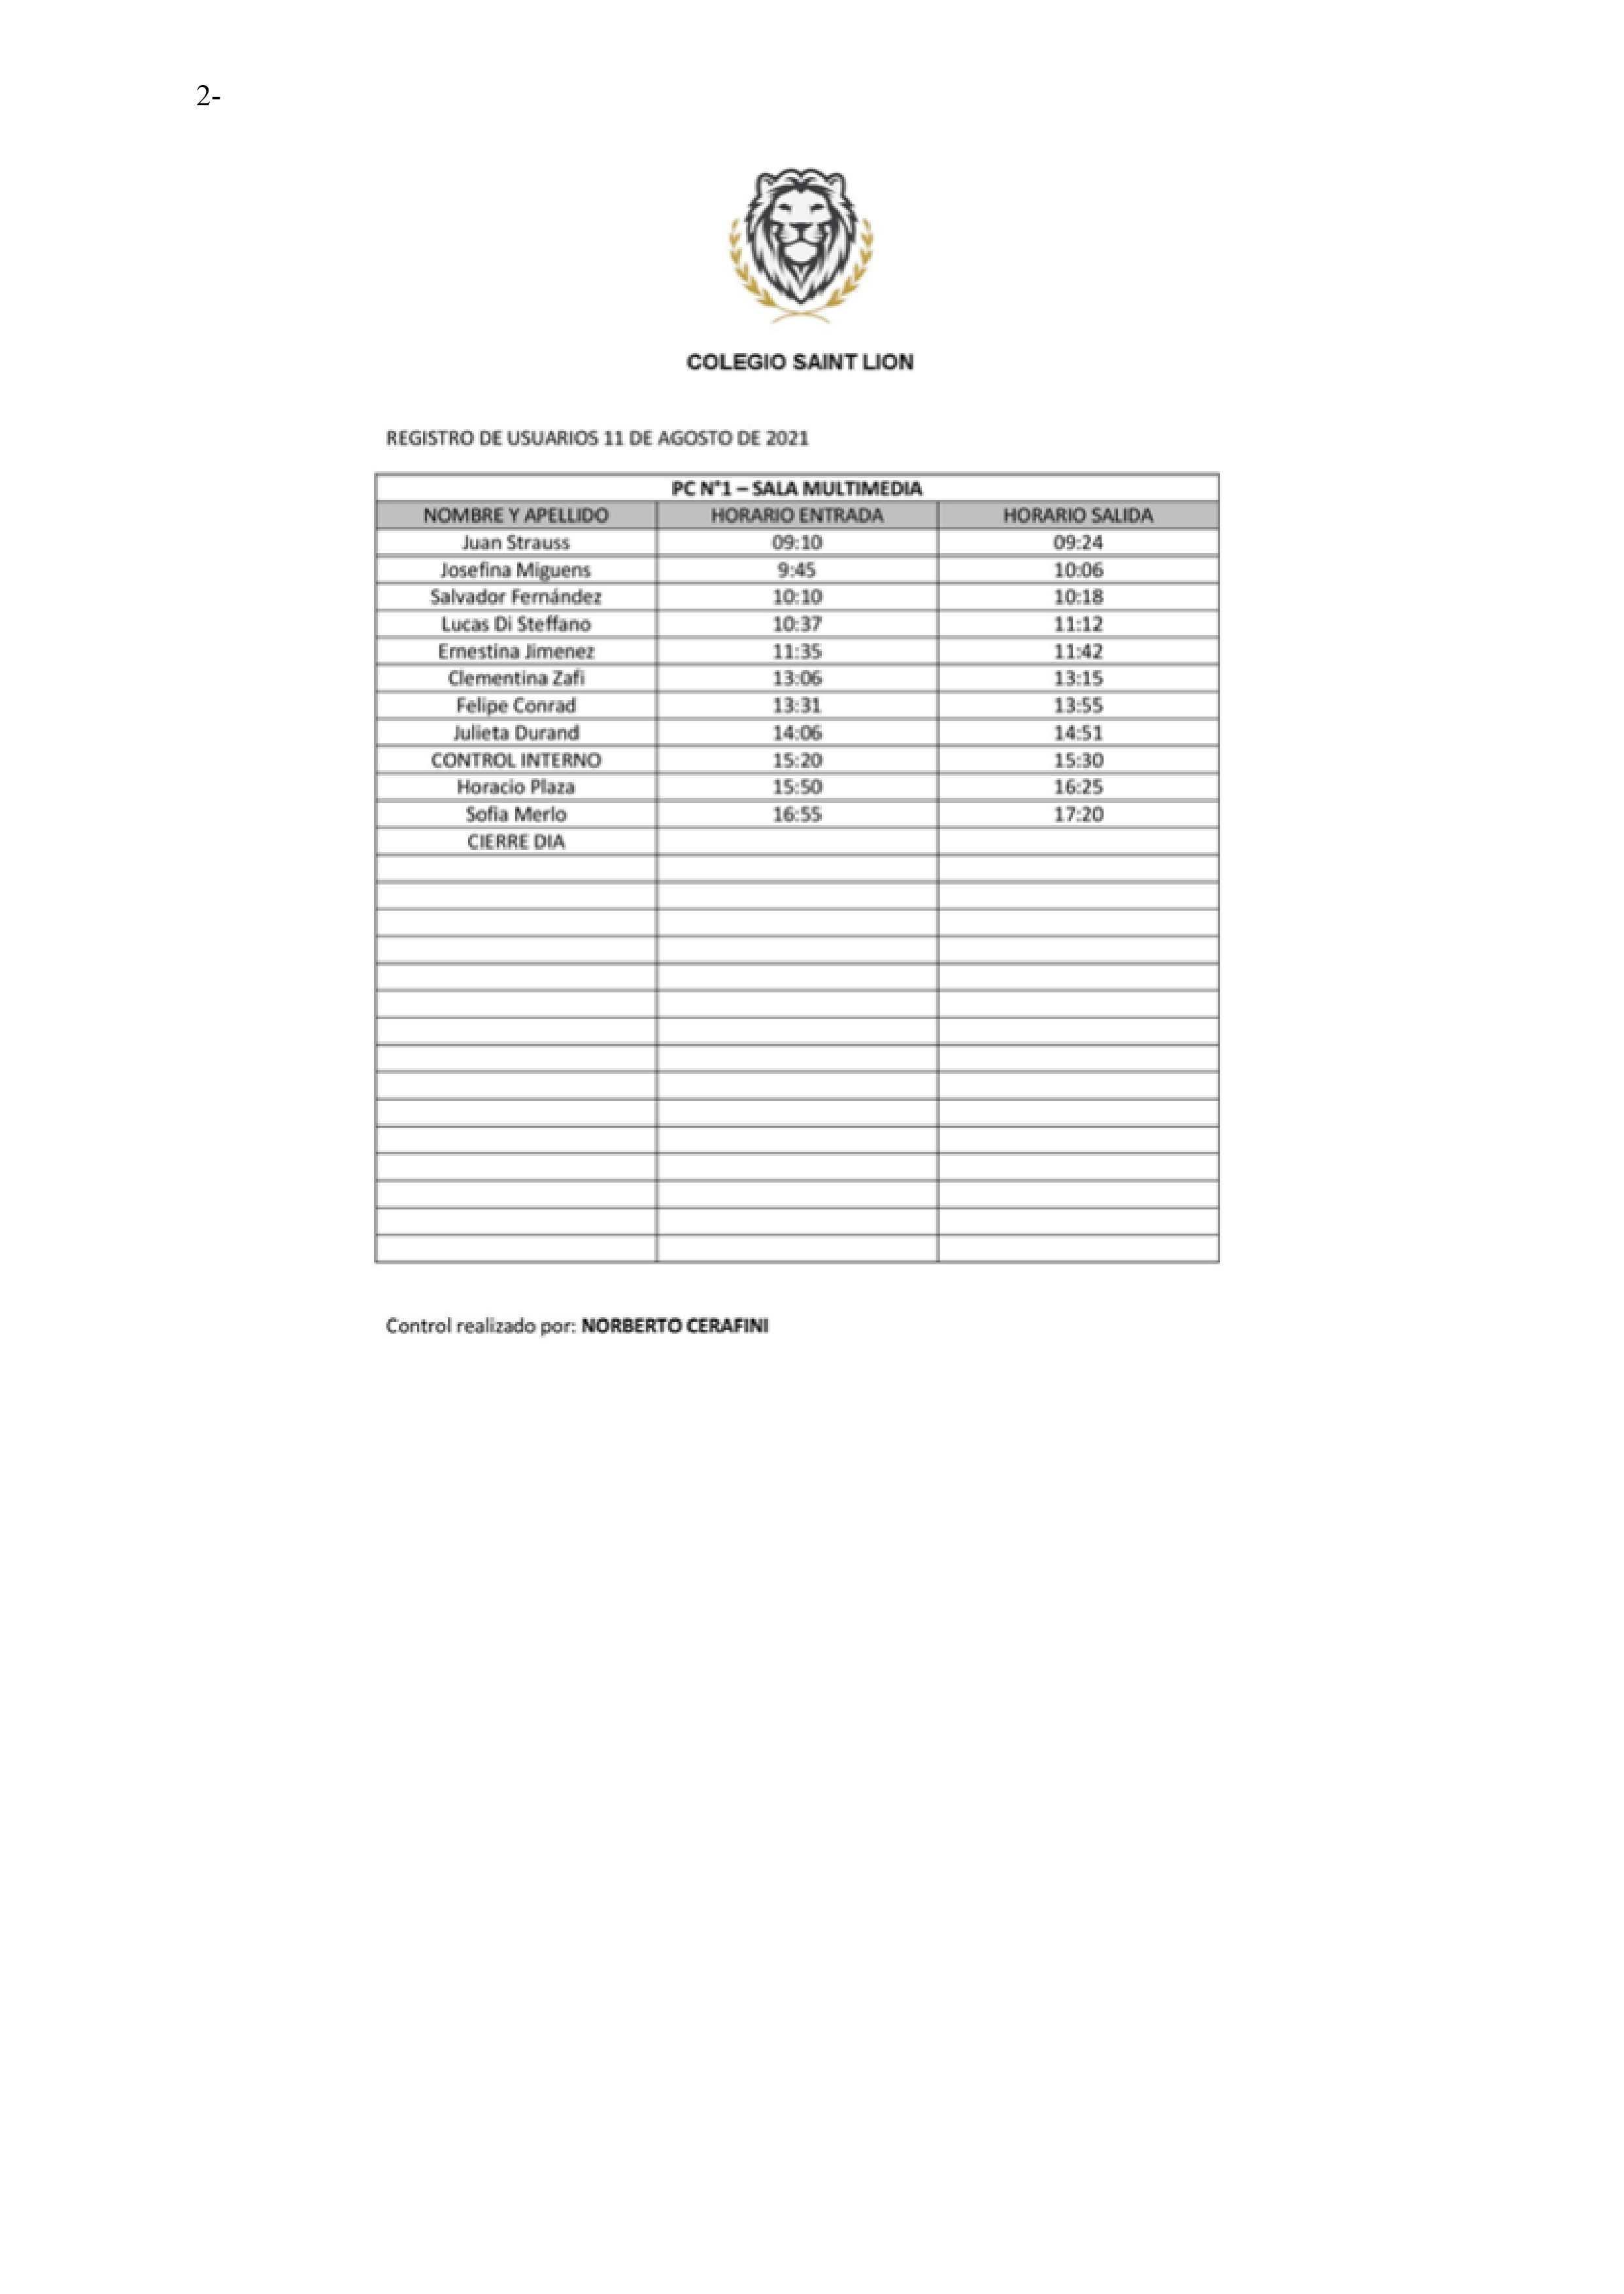 2-
COLEGIO SAINT LION
REGISTRO DE USUARIOS 11 DE AGOSTO DE 2021
PC N°1 – SALA MULTIMEDIA
NOMBRE Y APELLIDO HORARIO ENTRADA HORARIO SALIDA
Juan Strauss 09:10 09:24
Josefina Miguens 9:45 10:06
Salvador Fernández 10:10 10:18
Lucas Di Steffano 10:37 11:12
Ernestina Jimenez 11:35 11:42
Clementina Zafi 13:06 13:15
Felipe Conrad 13:31 13:55
Julieta Durand 14:06 14:51
CONTROL INTERNO 15:20 15:30
Horacio Plaza 15:50 16:25
Sofia Merlo 16:55 17:20
CIERRE DIA
Control realizado por: NORBERTO CERAFINI